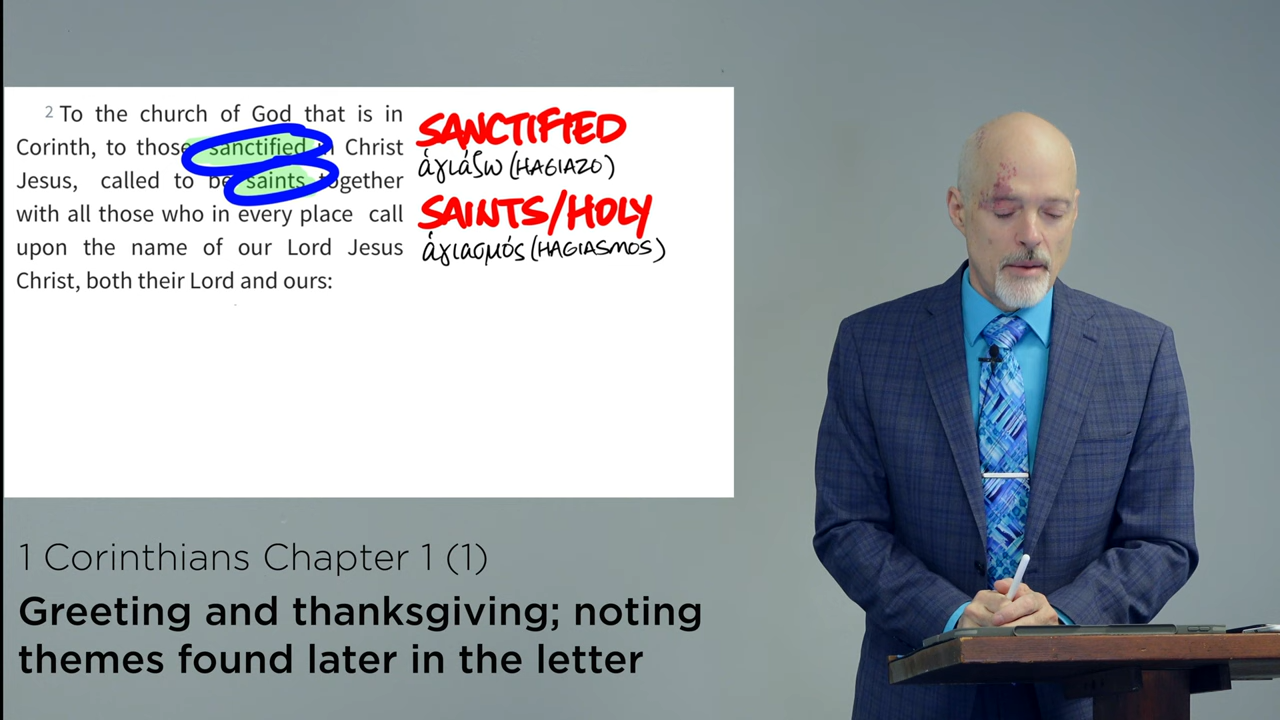 2 To the church of God that is in
Corinth, to those sanctified in Christ
Jesus, called to be saints together
with all those who in every place call
upon the name of our Lord Jesus
Christ, both their Lord and ours:
SANCTIFIED
ἁγιάζω (HAGIAZO)
SAINTS/HOLY
ἁγιασμός (HAGIASMOS)
1 Corinthians Chapter 1 (1)
Greeting and thanksgiving; noting
themes found later in the letter